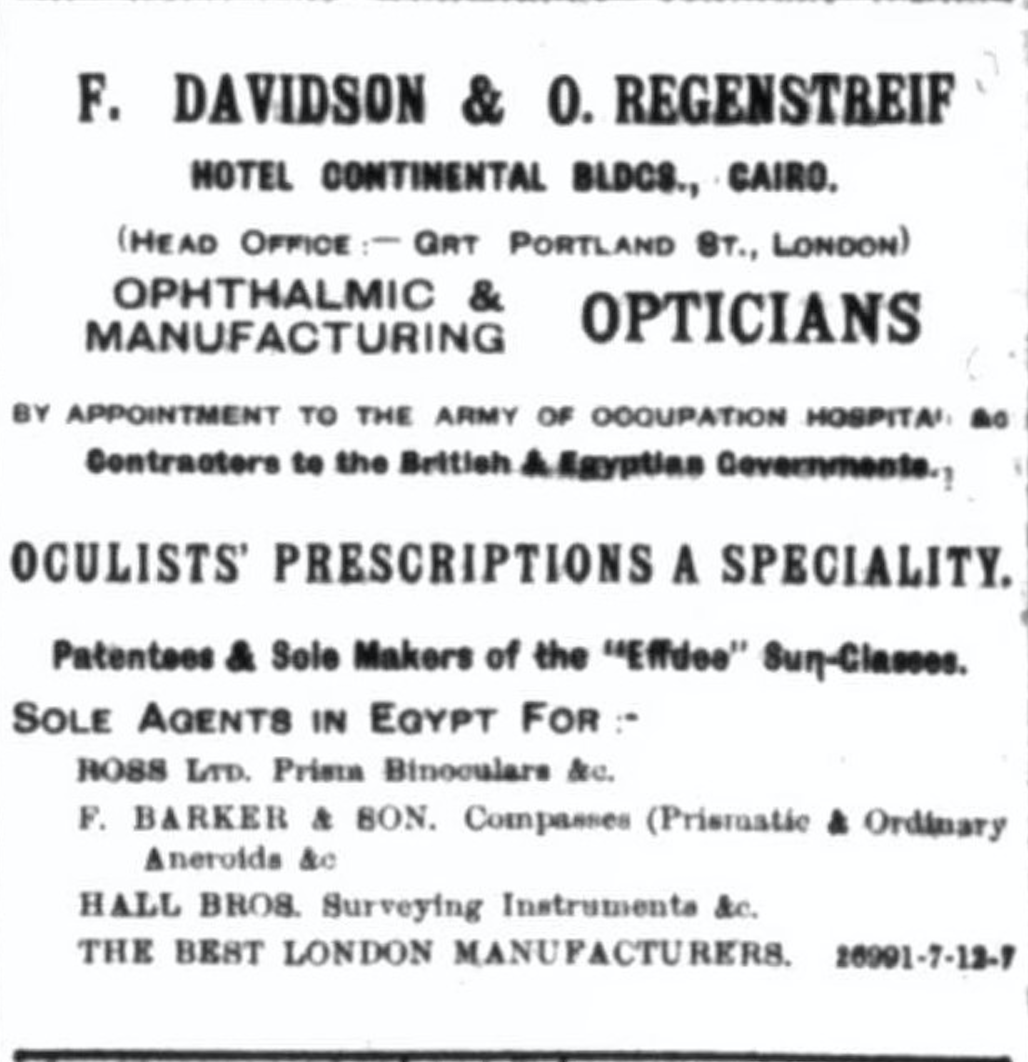 F. DAVIDSON & O. REGENSTREIF
HOTEL CONTINENTAL BLDGS., CAIRO.
(HEAD OFFICE :— GRT PORTLAND ST., LONDON)
OPHTHALMIC & MANUFACTURING OPTICIANS
BY APPOINTMENT TO THE ARMY OF OCCUPATION HOSPITAL &C
Contractors to the British & Egyptian Governments.
OCULISTS' PRESCRIPTIONS A SPECIALITY.
Patentees & Sole Makers of the "Effdee" Sun-Glasses.
SOLE AGENTS IN EGYPT FOR :-
ROSS LTD. Prism Binoculars &c.
F. BARKER & SON. Compasses (Prismatic & Ordinary
Aneroids &c
HALL BROS. Surveying Instruments &c.
THE BEST LONDON MANUFACTURERS. 26991-7-12-7